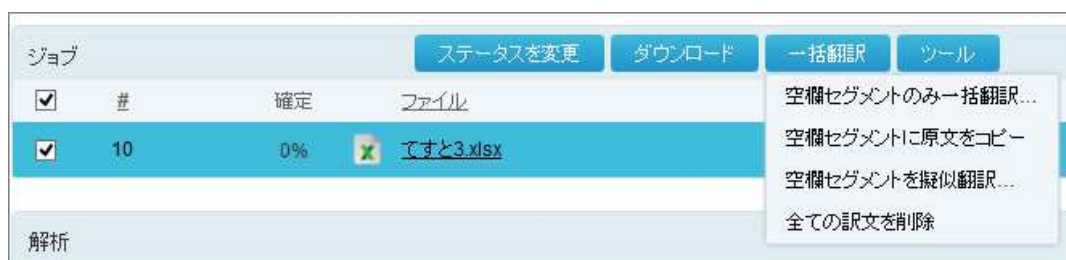 ジョブ ステータスを変更 ダウンロード 一括翻訳 ツール
# 確定 ファイル
10 0% てすと3.xlsx
空欄セグメントのみ一括翻訳...
空欄セグメントに原文をコピー
空欄セグメントを擬似翻訳...
全ての訳文を削除
解析